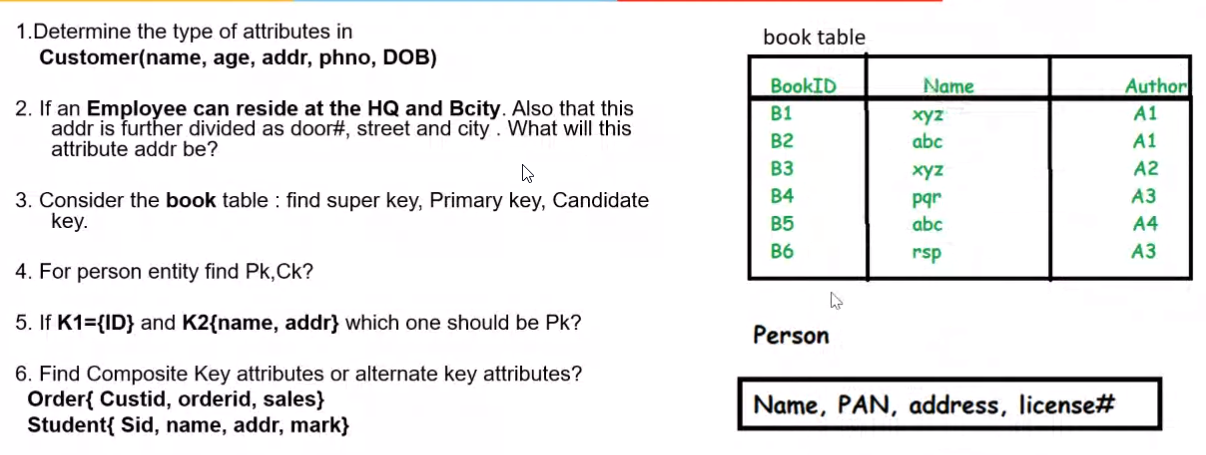 1.Determine the type of attributes in
Customer(name, age, addr, phno, DOB)
2. If an Employee can reside at the HQ and Bcity. Also that this
addr is further divided as door#, street and city . What will this
attribute addr be?
3. Consider the book table : find super key, Primary key, Candidate
key.
4. For person entity find Pk,Ck?
5. If K1={ID} and K2{name, addr} which one should be Pk?
6. Find Composite Key attributes or alternate key attributes?
Order{ Custid, orderid, sales}
Student{ Sid, name, addr, mark}
book table
BookID Name Author
B1 xyz A1
B2 abc A1
B3 xyz A2
B4 pqr A3
B5 abc A4
B6 rsp A3
Person
Name, PAN, address, license#